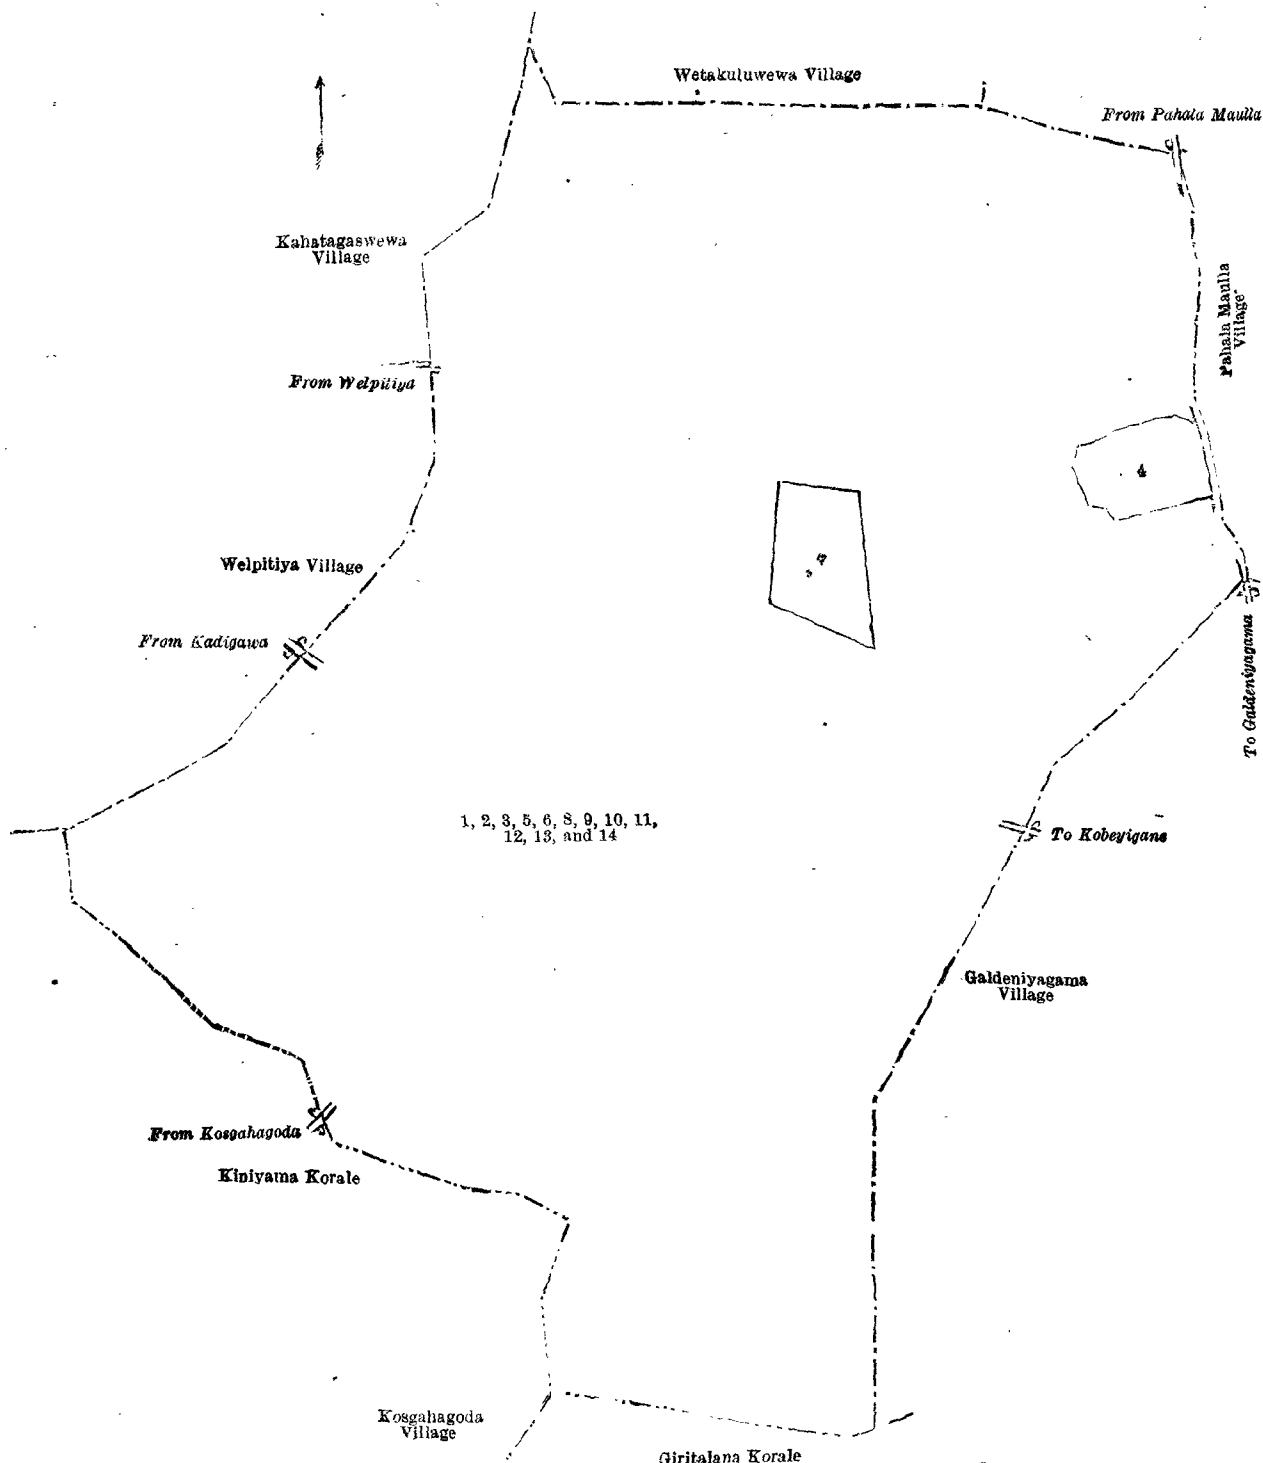 Wetakuluwewa Village
From Pahala Maulla
Kahatagaswewa
Village
Pahala Maulla
Village
From Welpitiya
4
7
Welpitiya Village
From Kadigawa
To Galdeniyagama
1, 2, 3, 5, 6, 8, 9, 10, 11,
12, 13, and 14
To Kobeyigane
Galdeniyagama
Village
From Kosgahagoda
Kiniyama Korale
Kosgahagoda
Village
Giritalana Korale